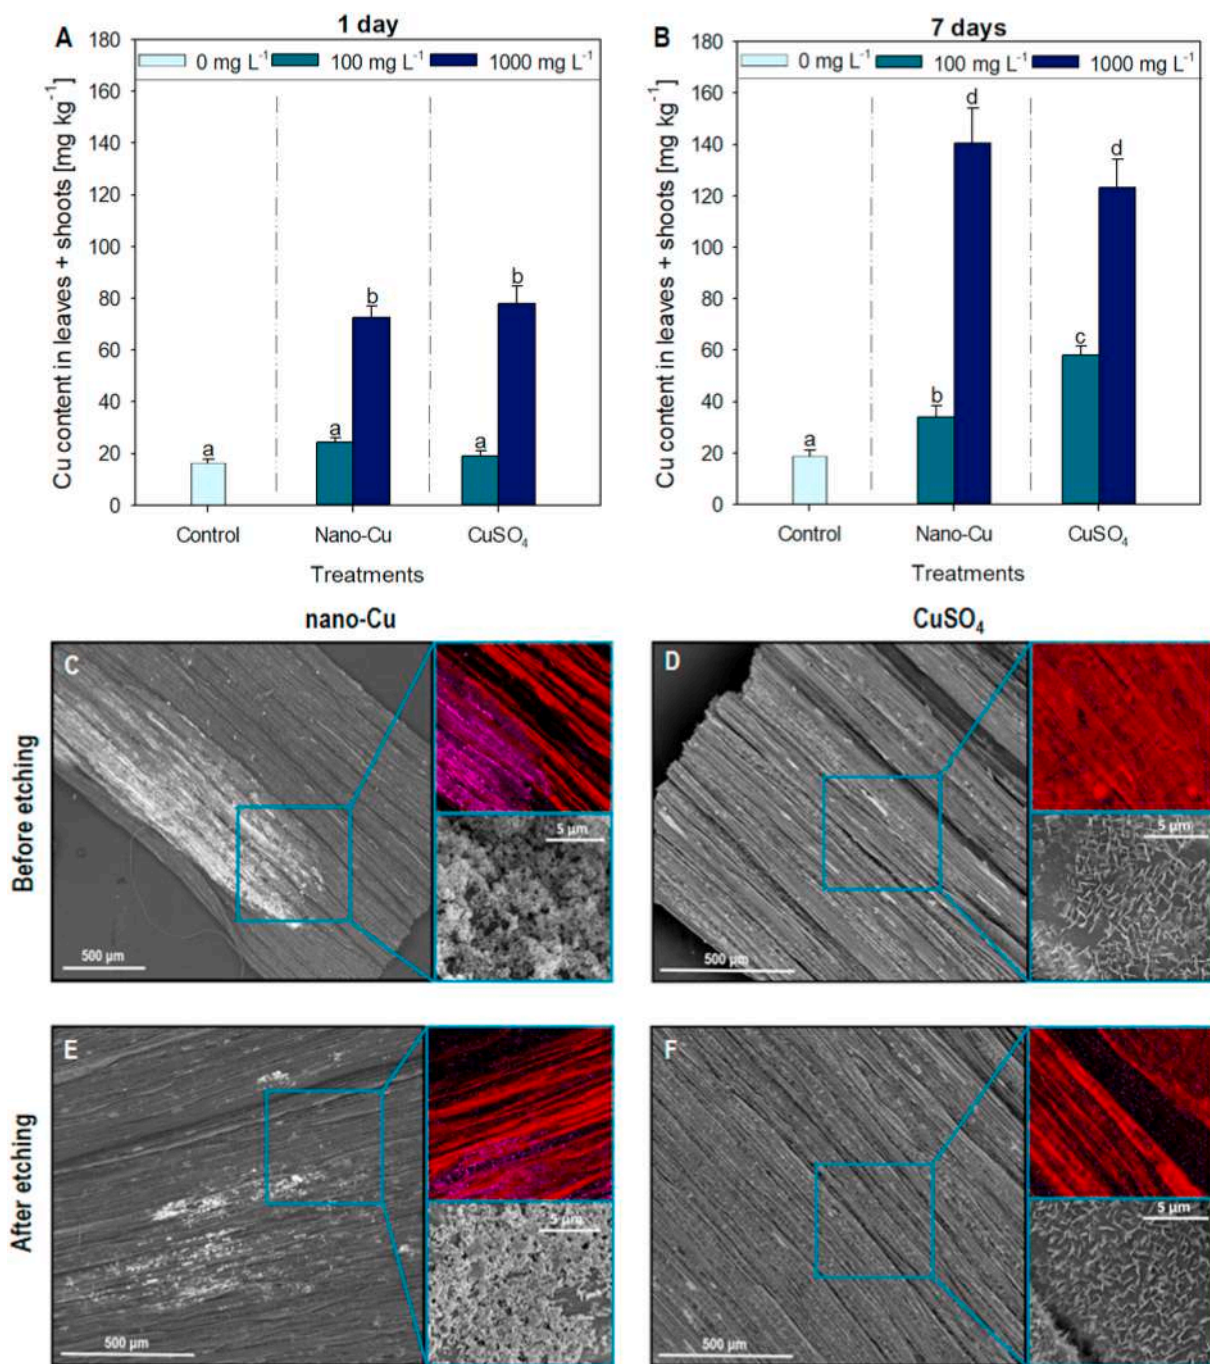 1 day
A
180
0 mg L⁻¹ 100 mg L⁻¹ 1000 mg L⁻¹
160
140
120
100
80
60
40
20
0
Cu content in leaves + shoots [mg kg⁻¹]
a
a
b
a
b
Control Nano-Cu CuSO₄
Treatments
7 days
B
180
0 mg L⁻¹ 100 mg L⁻¹ 1000 mg L⁻¹
160
140
120
100
80
60
40
20
0
Cu content in leaves + shoots [mg kg⁻¹]
a
b
d
c
d
Control Nano-Cu CuSO₄
Treatments
nano-Cu
CuSO₄
Before etching
C
500 µm
5 µm
D
500 µm
5 µm
After etching
E
500 µm
5 µm
F
500 µm
5 µm